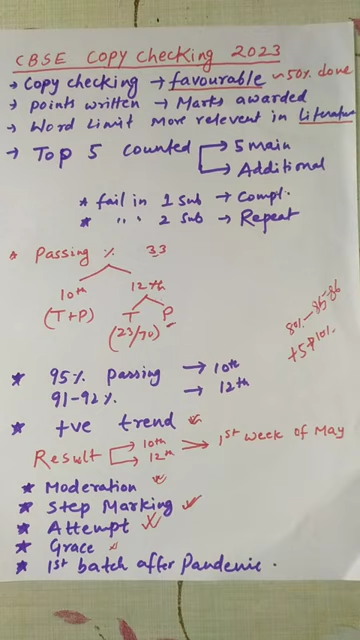 CBSE Copy Checking 2023
→ Copy checking → favourable ~50% done
→ points written → Marks awarded
→ Word Limit More relevent in Literature
→ Top 5 counted → 5 main
→ Additional
* fail in 1 Sub → Compt.
* " " 2 Sub → Repeat
* Passing % 33
10th 12th
(T+P) T P
(23/70)
80% - 85-86
+5% 10%
* 95% passing → 10th
91-92% → 12th
* +ve trend
Result → 10th → 1st week of May
→ 12th
* Moderation
* Step Marking ✓
* Attempt
* Grace
* 1st batch after Pandemic.